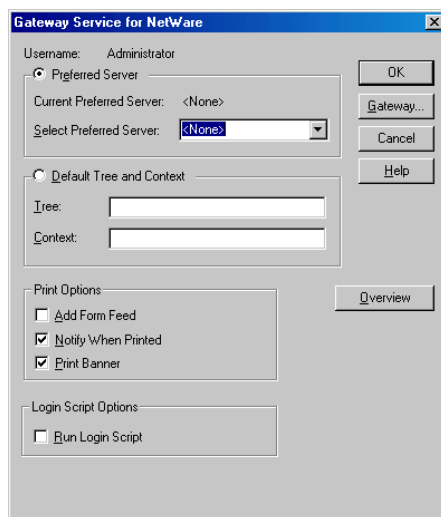 Gateway Service for NetWare
Username: Administrator
Preferred Server
Current Preferred Server: <None>
Select Preferred Server: <None>
OK
Gateway...
Cancel
Help
Default Tree and Context
Tree:
Context:
Print Options
Add Form Feed
Notify When Printed
Print Banner
Overview
Login Script Options
Run Login Script